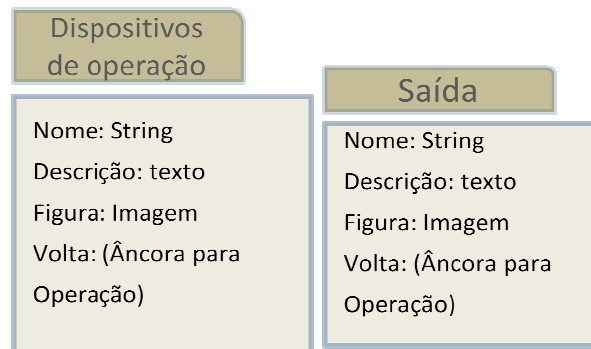 Dispositivos
de operação
Nome: String
Descrição: texto
Figura: Imagem
Volta: (Âncora para
Operação)
Saída
Nome: String
Descrição: texto
Figura: Imagem
Volta: (Âncora para
Operação)